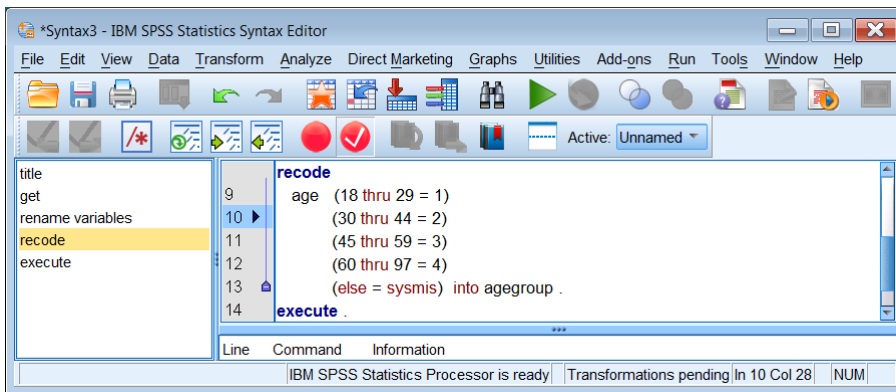 *Syntax3 - IBM SPSS Statistics Syntax Editor
File Edit View Data Transform Analyze Direct Marketing Graphs Utilities Add-ons Run Tools Window Help
Active: Unnamed
title
get
rename variables
recode
execute
recode
9 age (18 thru 29 = 1)
10 (30 thru 44 = 2)
11 (45 thru 59 = 3)
12 (60 thru 97 = 4)
13 (else = sysmis) into agegroup .
14 execute .
Line Command Information
IBM SPSS Statistics Processor is ready Transformations pending In 10 Col 28 NUM